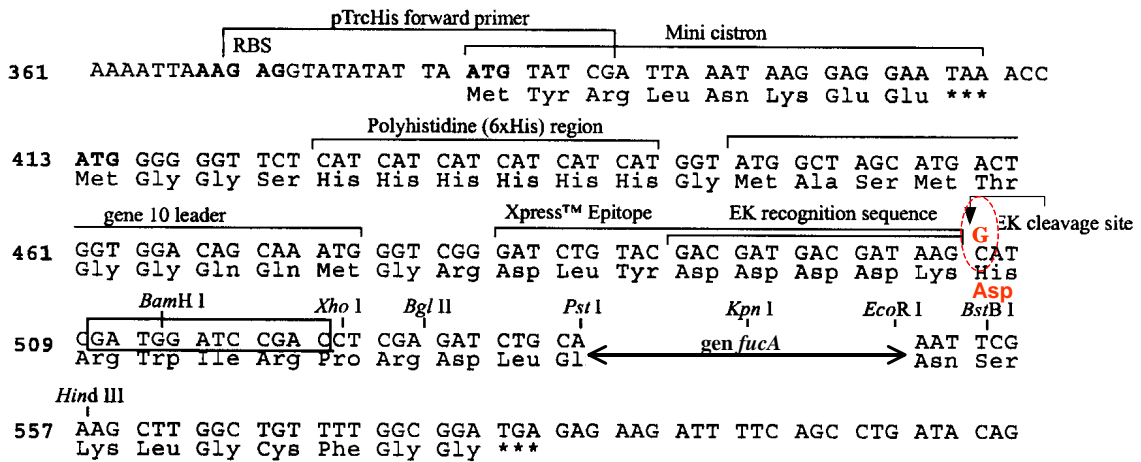 pTrcHis forward primer
RBS
Mini cistron
361 AAAATTAAAG AGGTATATAT TA ATG TAT CGA TTA AAT AAG GAG GAA TAA ACC
Met Tyr Arg Leu Asn Lys Glu Glu ***
Polyhistidine (6xHis) region
413 ATG GGG GGT TCT CAT CAT CAT CAT CAT CAT GGT ATG GCT AGC ATG ACT
Met Gly Gly Ser His His His His His His Gly Met Ala Ser Met Thr
gene 10 leader Xpress™ Epitope EK recognition sequence G EK cleavage site
461 GGT GGA CAG CAA ATG GGT CGG GAT CTG TAC GAC GAT GAC GAT AAG CAT
Gly Gly Gln Gln Met Gly Arg Asp Leu Tyr Asp Asp Asp Asp Lys His
Asp
BamH I Xho I Bgl II Pst I Kpn I EcoR I BstB I
509 CGA TGG ATC CGA CCT CGA GAT CTG CA gen fucA AAT TCG
Arg Trp Ile Arg Pro Arg Asp Leu Gl Asn Ser
Hind III
557 AAG CTT GGC TGT TTT GGC GGA TGA GAG AAG ATT TTC AGC CTG ATA CAG
Lys Leu Gly Cys Phe Gly Gly ***